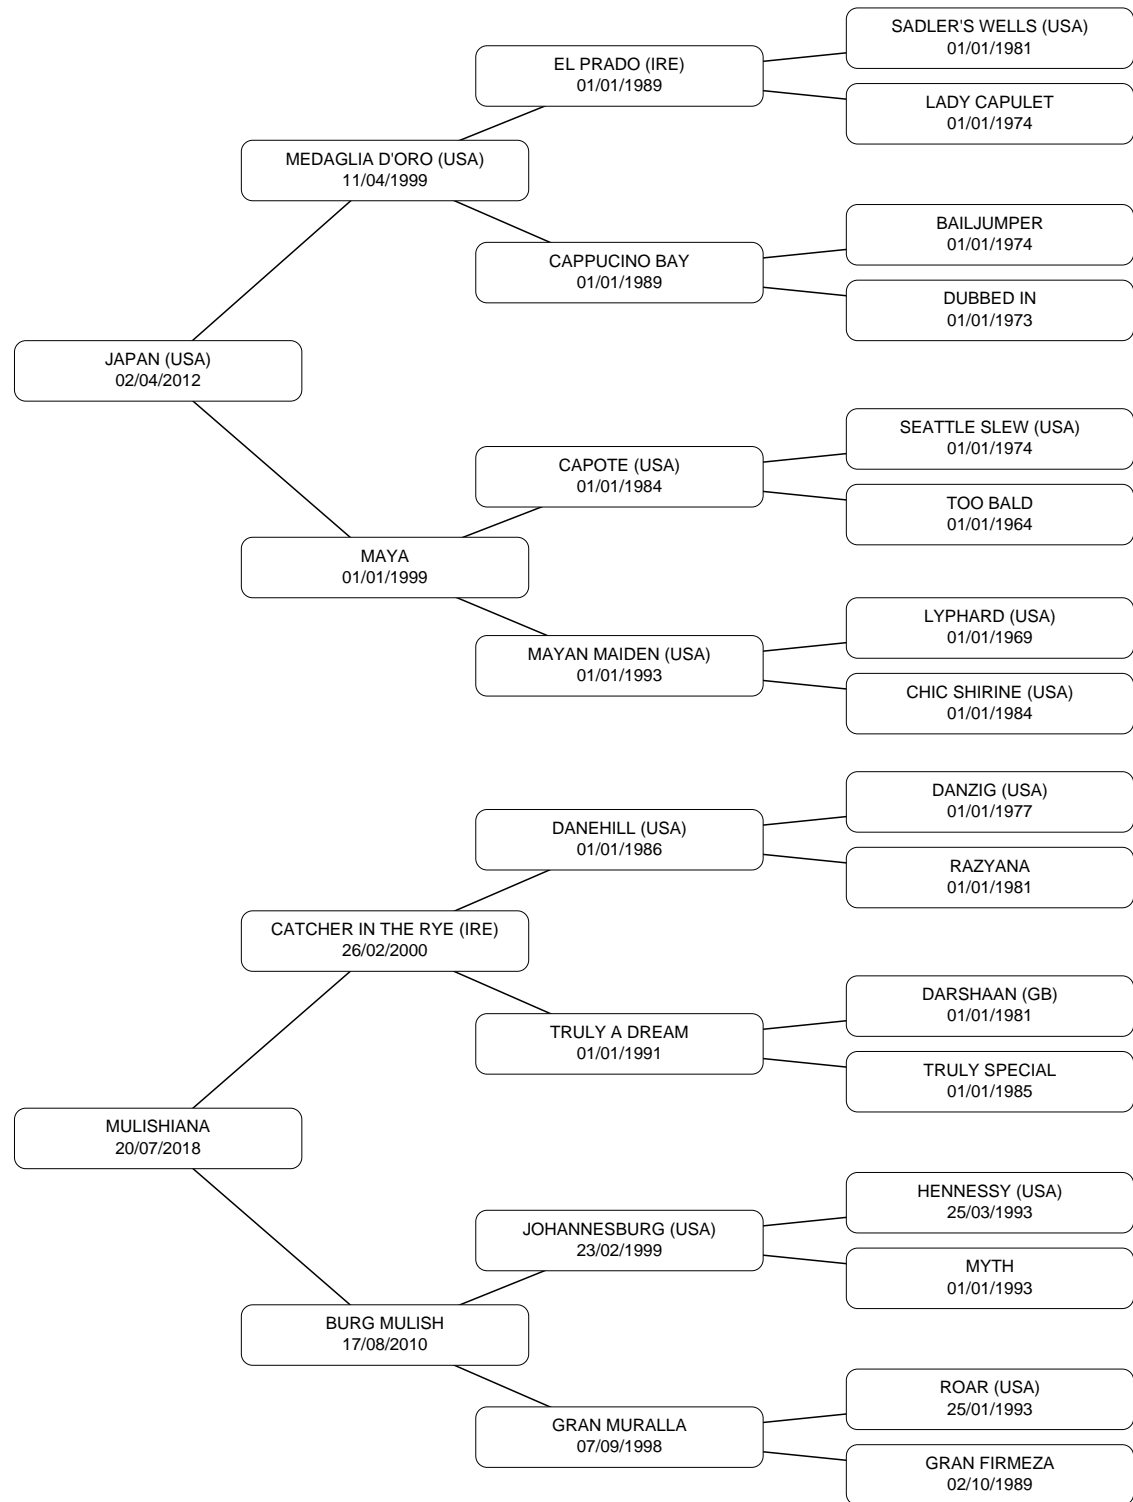 SADLER'S WELLS (USA)
01/01/1981
EL PRADO (IRE)
01/01/1989
LADY CAPULET
01/01/1974
MEDAGLIA D'ORO (USA)
11/04/1999
BAILJUMPER
01/01/1974
CAPPUCINO BAY
01/01/1989
DUBBED IN
01/01/1973
JAPAN (USA)
02/04/2012
SEATTLE SLEW (USA)
01/01/1974
CAPOTE (USA)
01/01/1984
TOO BALD
01/01/1964
MAYA
01/01/1999
LYPHARD (USA)
01/01/1969
MAYAN MAIDEN (USA)
01/01/1993
CHIC SHIRINE (USA)
01/01/1984
DANZIG (USA)
01/01/1977
DANEHILL (USA)
01/01/1986
RAZYANA
01/01/1981
CATCHER IN THE RYE (IRE)
26/02/2000
DARSHAAN (GB)
01/01/1981
TRULY A DREAM
01/01/1991
TRULY SPECIAL
01/01/1985
MULISHIANA
20/07/2018
HENNESSY (USA)
25/03/1993
JOHANNESBURG (USA)
23/02/1999
MYTH
01/01/1993
BURG MULISH
17/08/2010
ROAR (USA)
25/01/1993
GRAN MURALLA
07/09/1998
GRAN FIRMEZA
02/10/1989